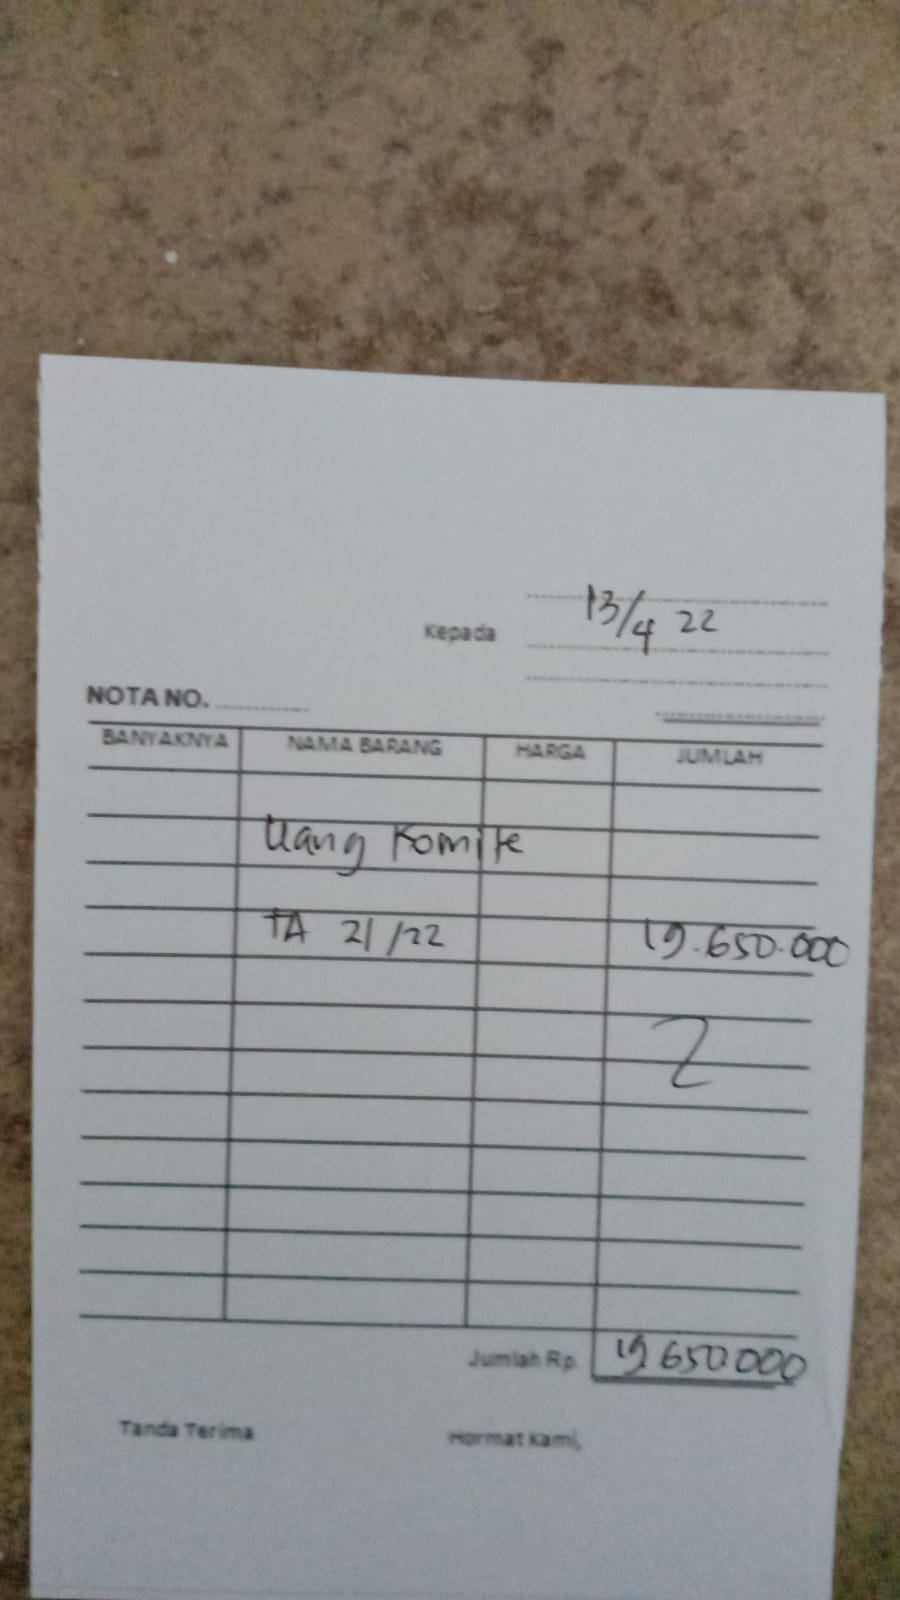 13/4 22
Kepada
NOTA NO. ..............
BANYAKNYA NAMA BARANG HARGA JUMLAH
Uang Komite
TA 21/22 19.650.000
Jumlah Rp. 19 650.000
Tanda Terima Hormat Kami,